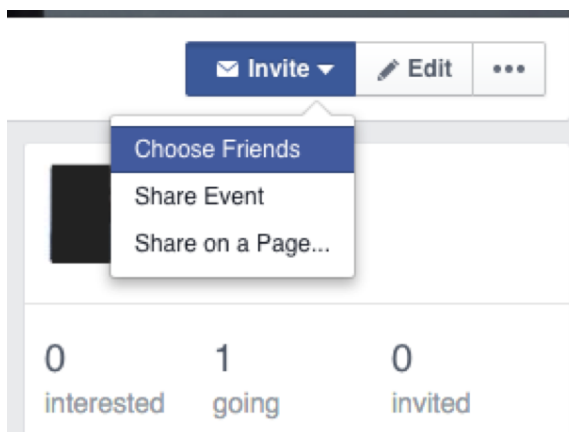 Invite Edit
Choose Friends
Share Event
Share on a Page...
0 1 0
interested going invited